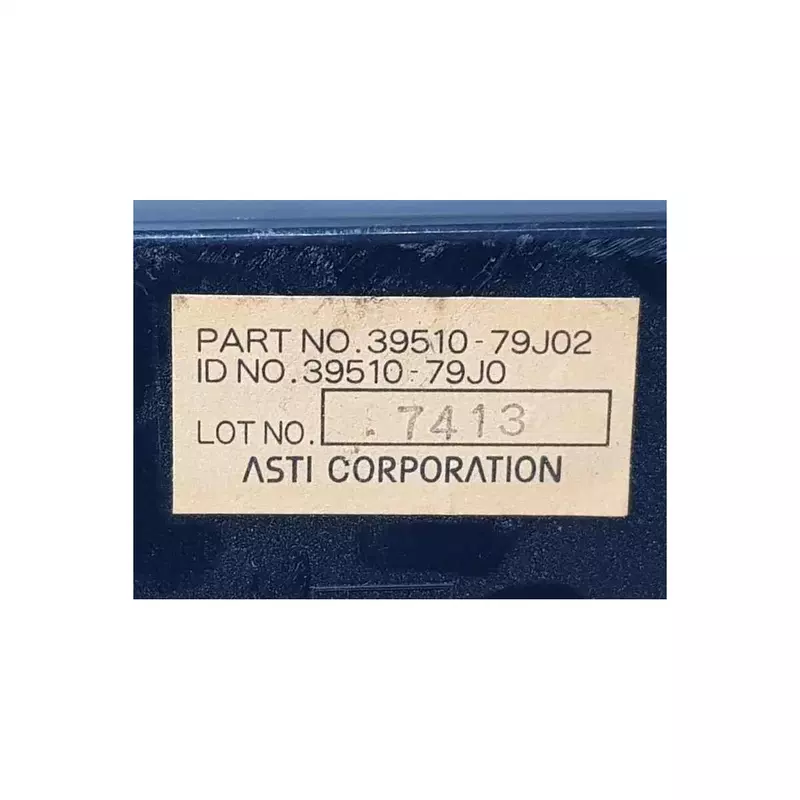 PART NO.39510-79J02
ID NO.39510-79J0
LOT NO. .7413
ASTI CORPORATION